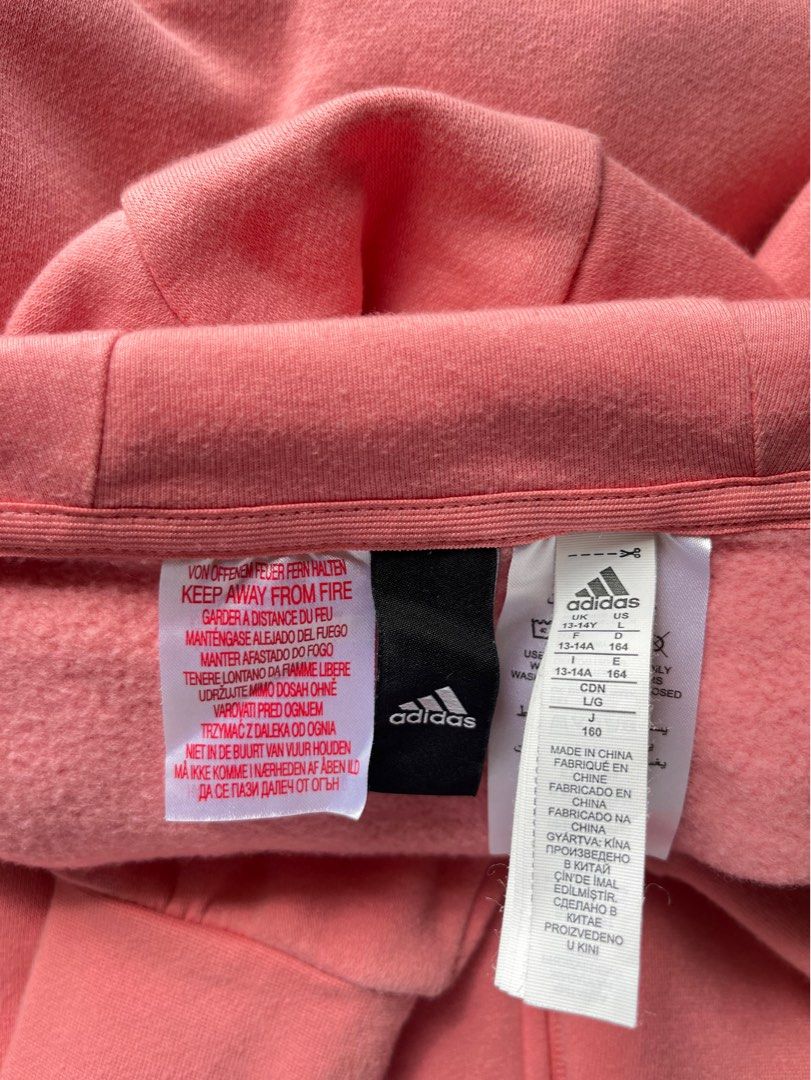 VON OFFENEM FEUER FERN HALTEN
KEEP AWAY FROM FIRE
GARDER A DISTANCE DU FEU
MANTÉNGASE ALEJADO DEL FUEGO
MANTER AFASTADO DO FOGO
TENERE LONTANO DA FIAMME LIBERE
UDRŽUJTE MIMO DOSAH OHNĚ
VAROVATI PRED OGNJEM
TRZYMAĆ Z DALEKA OD OGNIA
NIET IN DE BUURT VAN VUUR HOUDEN
MÅ IKKE KOMME I NÆRHEDEN AF ÅBEN ILD
ДА СЕ ПАЗИ ДАЛЕЧ ОТ ОГЪН
adidas
adidas
UK US
13-14Y L
F D
13-14A 164
I E
13-14A 164
CDN
L/G
J
160
MADE IN CHINA
FABRIQUÉ EN
CHINE
FABRICADO EN
CHINA
FABRICADO NA
CHINA
GYÁRTVA: KÍNA
ПРОИЗВЕДЕНО
В КИТАЙ
ÇİN'DE İMAL
EDİLMİŞTİR.
СДЕЛАНО В
КИТАЕ
PROIZVEDENO
U KINI